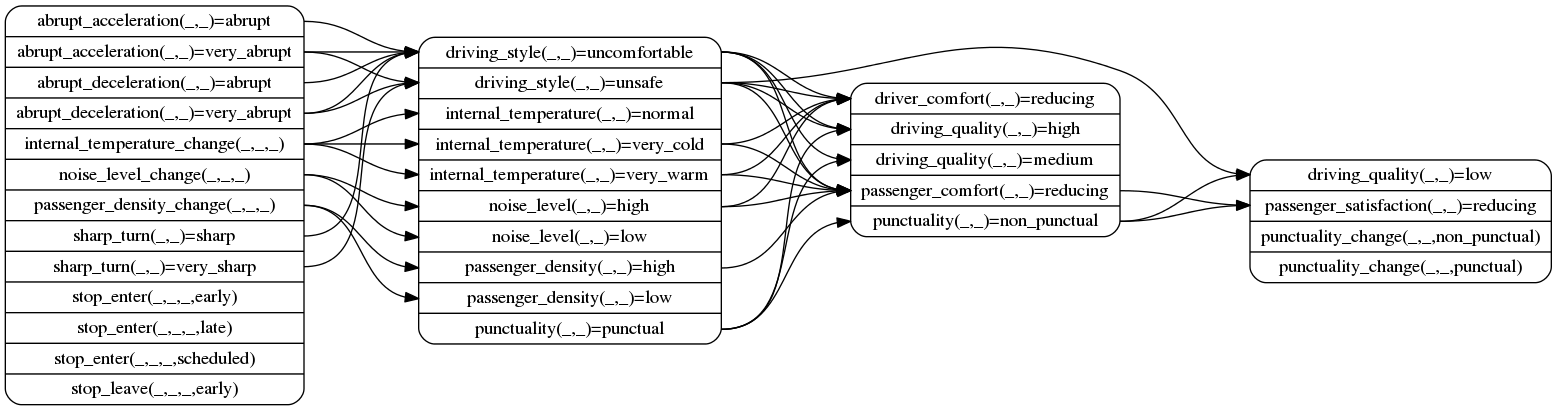 abrupt_acceleration(_,_)=abrupt
abrupt_acceleration(_,_)=very_abrupt
abrupt_deceleration(_,_)=abrupt
abrupt_deceleration(_,_)=very_abrupt
internal_temperature_change(_,_,_)
noise_level_change(_,_,_)
passenger_density_change(_,_,_)
sharp_turn(_,_)=sharp
sharp_turn(_,_)=very_sharp
stop_enter(_,_,_,early)
stop_enter(_,_,_,late)
stop_enter(_,_,_,scheduled)
stop_leave(_,_,_,early)
driving_style(_,_)=uncomfortable
driving_style(_,_)=unsafe
internal_temperature(_,_)=normal
internal_temperature(_,_)=very_cold
internal_temperature(_,_)=very_warm
noise_level(_,_)=high
noise_level(_,_)=low
passenger_density(_,_)=high
passenger_density(_,_)=low
punctuality(_,_)=punctual
driver_comfort(_,_)=reducing
driving_quality(_,_)=high
driving_quality(_,_)=medium
passenger_comfort(_,_)=reducing
punctuality(_,_)=non_punctual
driving_quality(_,_)=low
passenger_satisfaction(_,_)=reducing
punctuality_change(_,_,non_punctual)
punctuality_change(_,_,punctual)